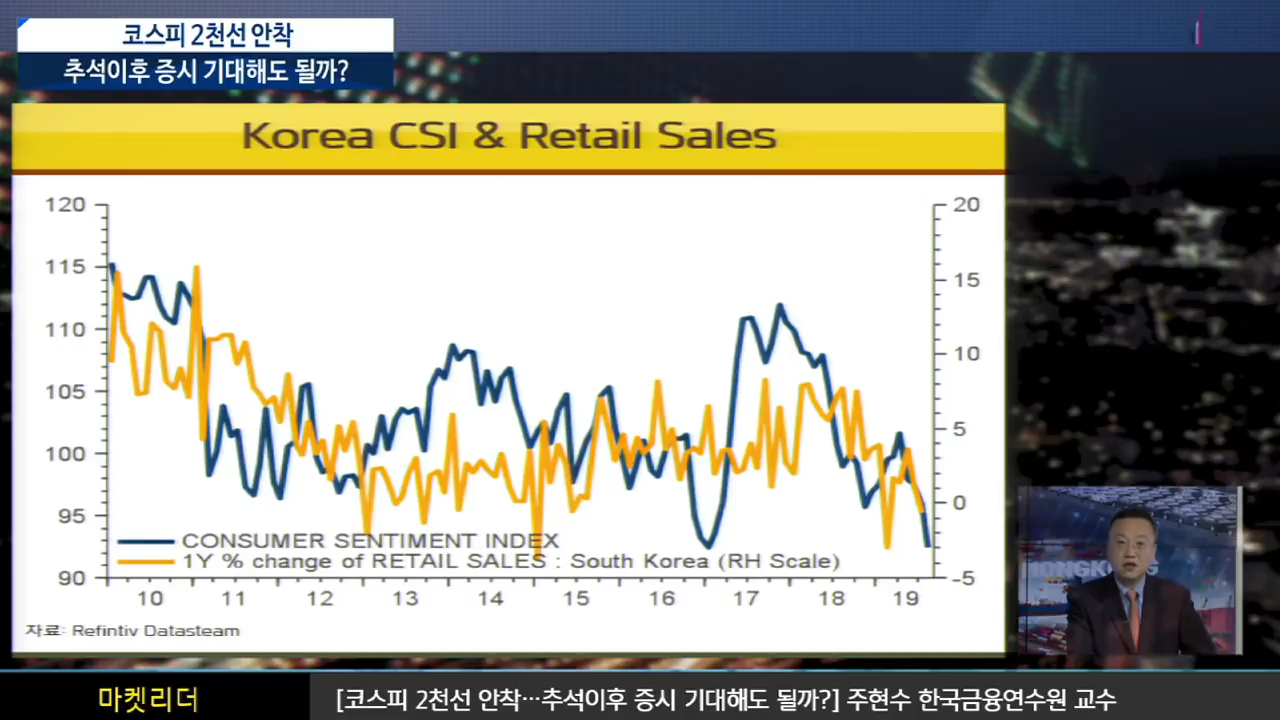 코스피 2천선 안착
추석이후 증시 기대해도 될까?
Korea CSI & Retail Sales
120
115
110
105
100
95
90
20
15
10
5
0
-5
CONSUMER SENTIMENT INDEX
1Y % change of RETAIL SALES : South Korea (RH Scale)
10 11 12 13 14 15 16 17 18 19
자료: Refintiv Datasteam
HONGKONG
마켓리더
[코스피 2천선 안착…추석이후 증시 기대해도 될까?] 주현수 한국금융연수원 교수